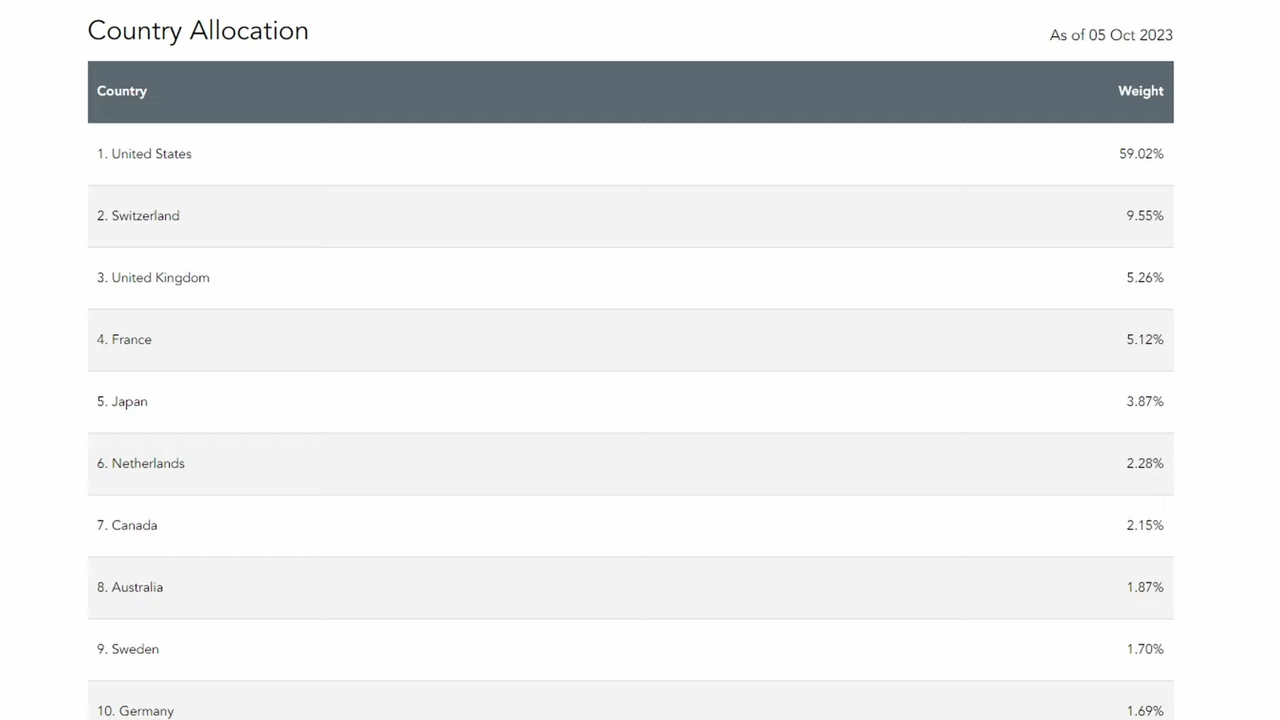 Country Allocation
As of 05 Oct 2023
Country Weight
1. United States 59.02%
2. Switzerland 9.55%
3. United Kingdom 5.26%
4. France 5.12%
5. Japan 3.87%
6. Netherlands 2.28%
7. Canada 2.15%
8. Australia 1.87%
9. Sweden 1.70%
10. Germany 1.69%